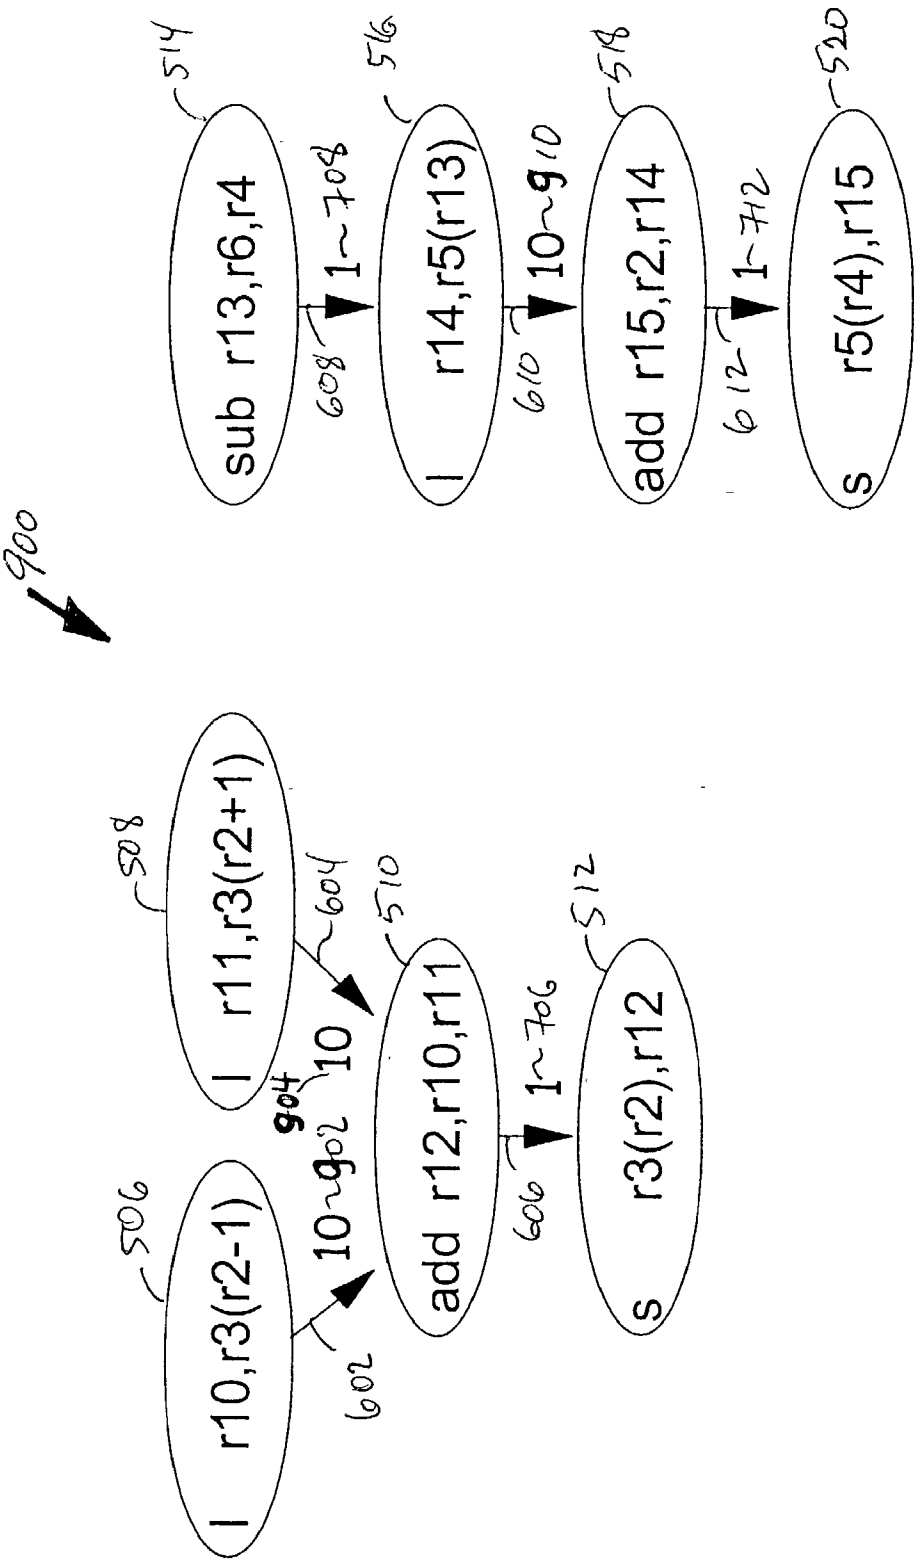 900
506
l r10,r3(r2-1)
508
l r11,r3(r2+1)
602
10~902
904
10
604
510
add r12,r10,r11
606
1~706
512
s r3(r2),r12
514
sub r13,r6,r4
608
1~708
516
l r14,r5(r13)
610
10~910
518
add r15,r2,r14
612
1~712
520
s r5(r4),r15